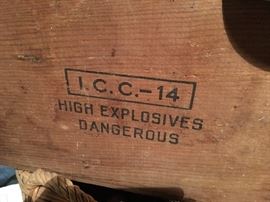 I. C. C.-14
HIGH EXPLOSIVES
DANGEROUS